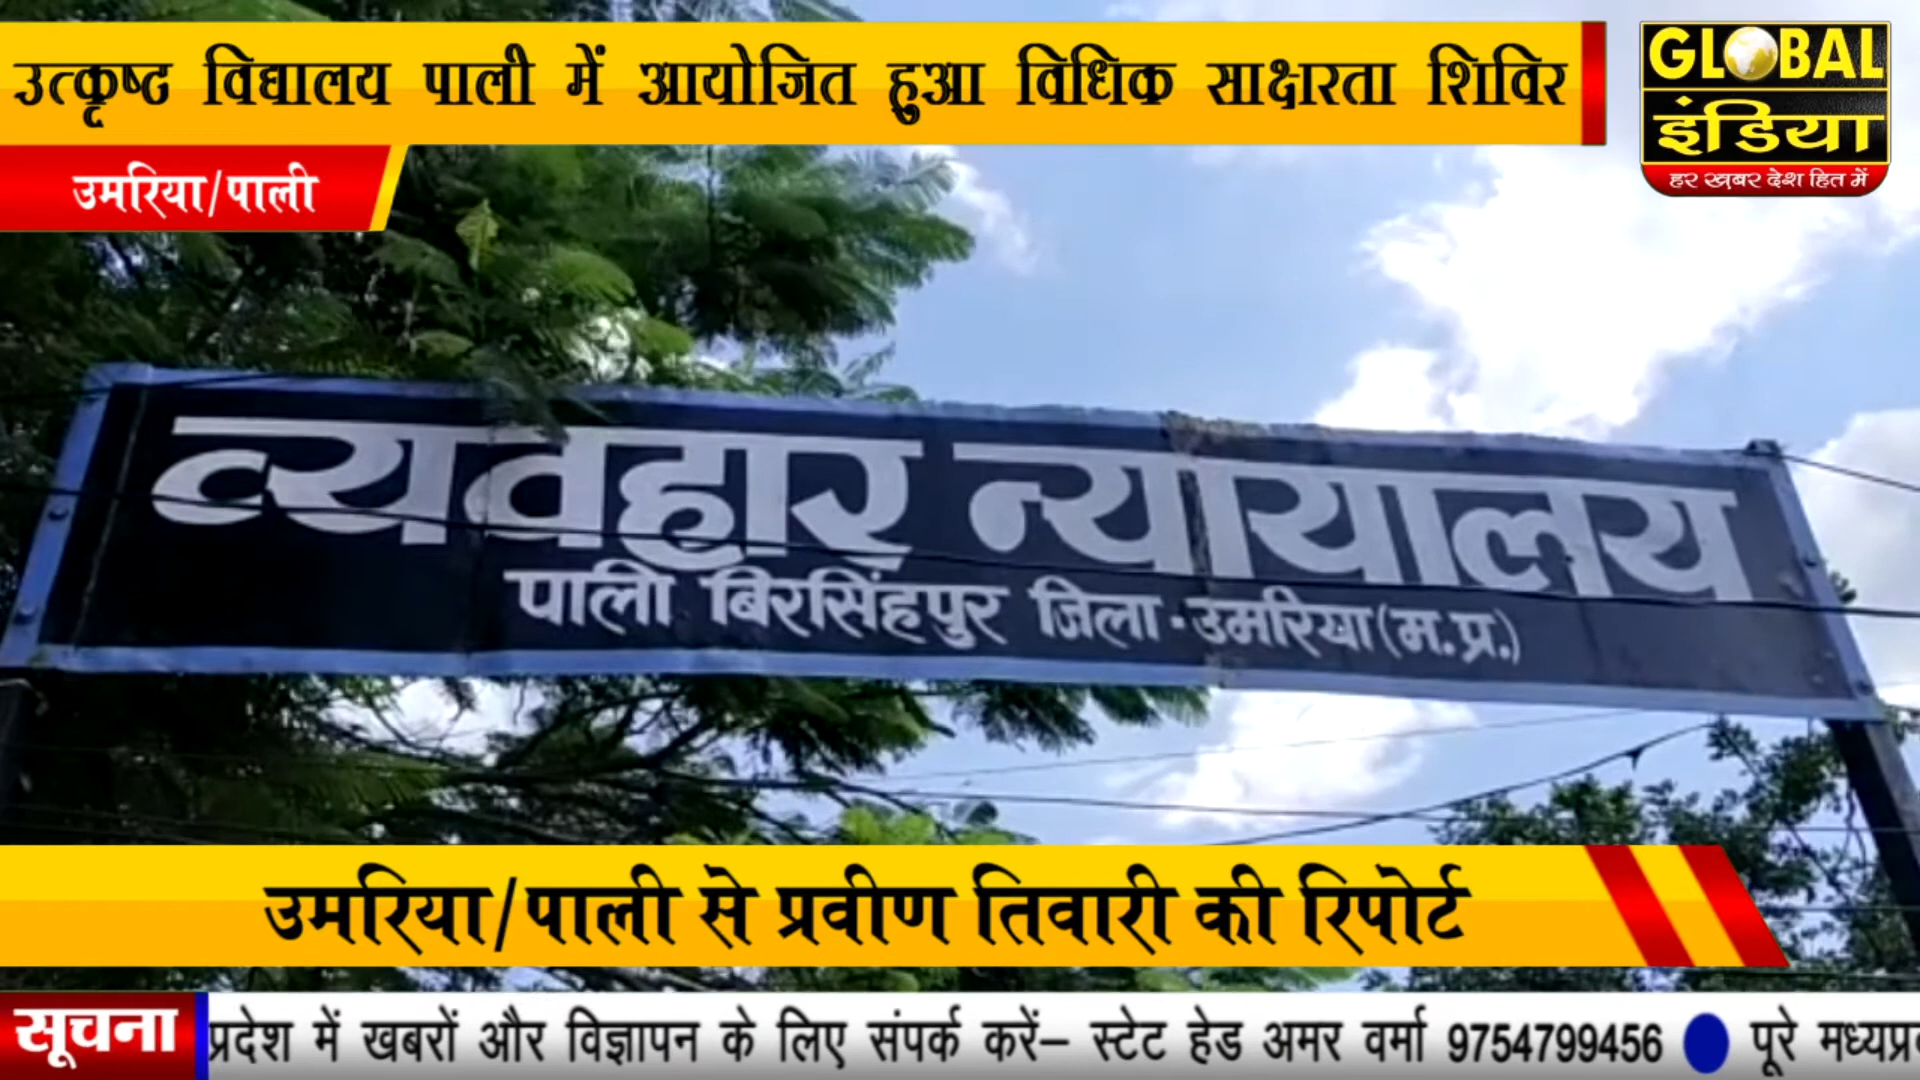 उत्कृष्ट विद्यालय पाली में आयोजित हुआ विधिक साक्षरता शिविर
GLOBAL
इंडिया
हर ख़बर देश हित में
उमरिया/पाली
व्यवहार न्यायालय
पाली बिरसिंहपुर जिला-उमरिया(म.प्र.)
उमरिया/पाली से प्रवीण तिवारी की रिपोर्ट
सूचना
प्रदेश में खबरों और विज्ञापन के लिए संपर्क करें– स्टेट हेड अमर वर्मा 9754799456 ● पूरे